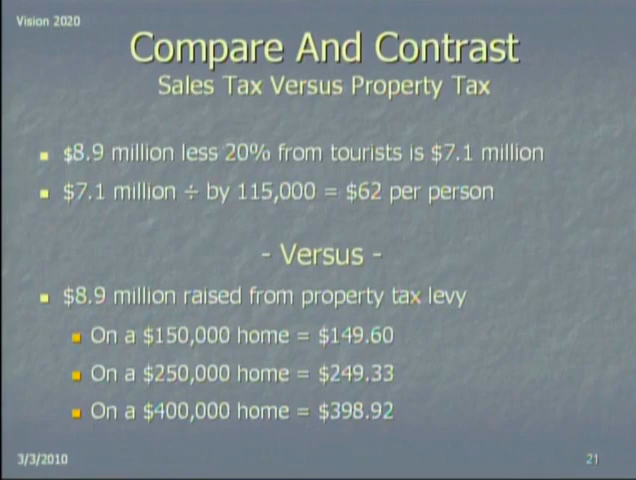 Vision 2020
Compare And Contrast
Sales Tax Versus Property Tax
$8.9 million less 20% from tourists is $7.1 million
$7.1 million ÷ by 115,000 = $62 per person
- Versus -
$8.9 million raised from property tax levy
On a $150,000 home = $149.60
On a $250,000 home = $249.33
On a $400,000 home = $398.92
3/3/2010
21